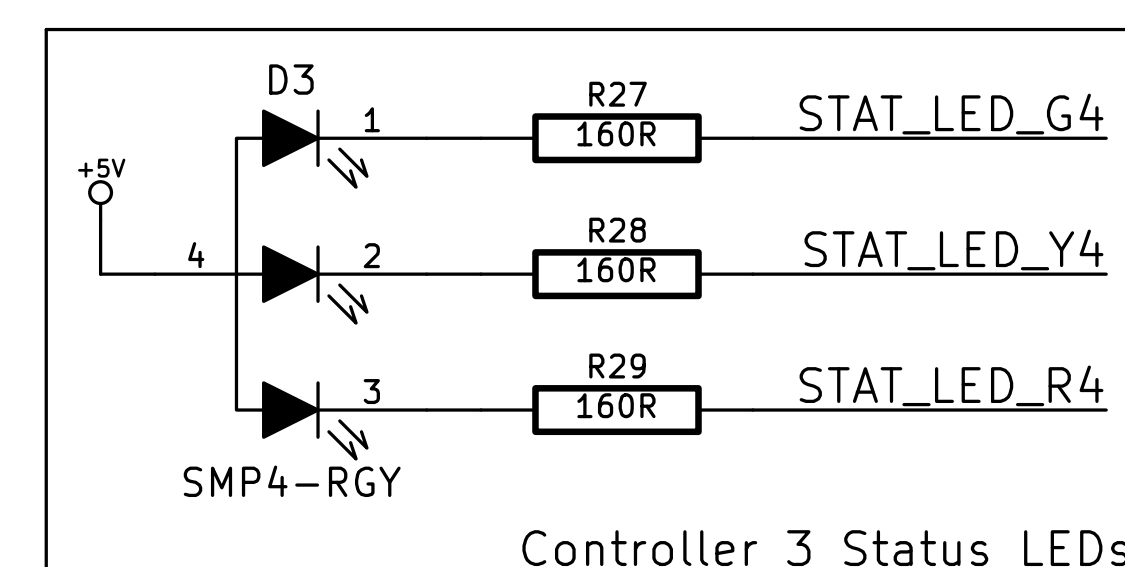 D3
1
R27
160R
STAT_LED_G4
+5V
4
2
R28
160R
STAT_LED_Y4
3
R29
160R
STAT_LED_R4
SMP4-RGY
Controller 3 Status LEDs